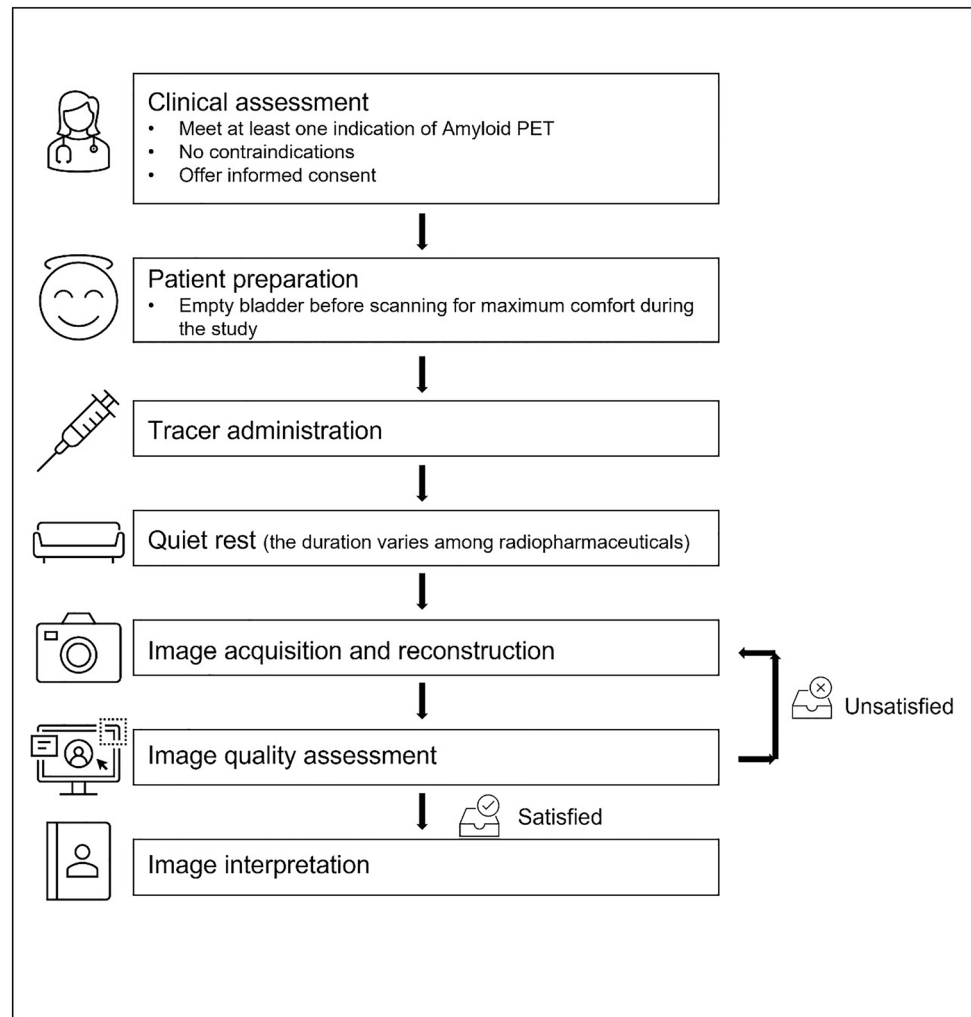 Clinical assessment
• Meet at least one indication of Amyloid PET
• No contraindications
• Offer informed consent
Patient preparation
• Empty bladder before scanning for maximum comfort during
the study
Tracer administration
Quiet rest (the duration varies among radiopharmaceuticals)
Image acquisition and reconstruction
Unsatisfied
Image quality assessment
Satisfied
Image interpretation